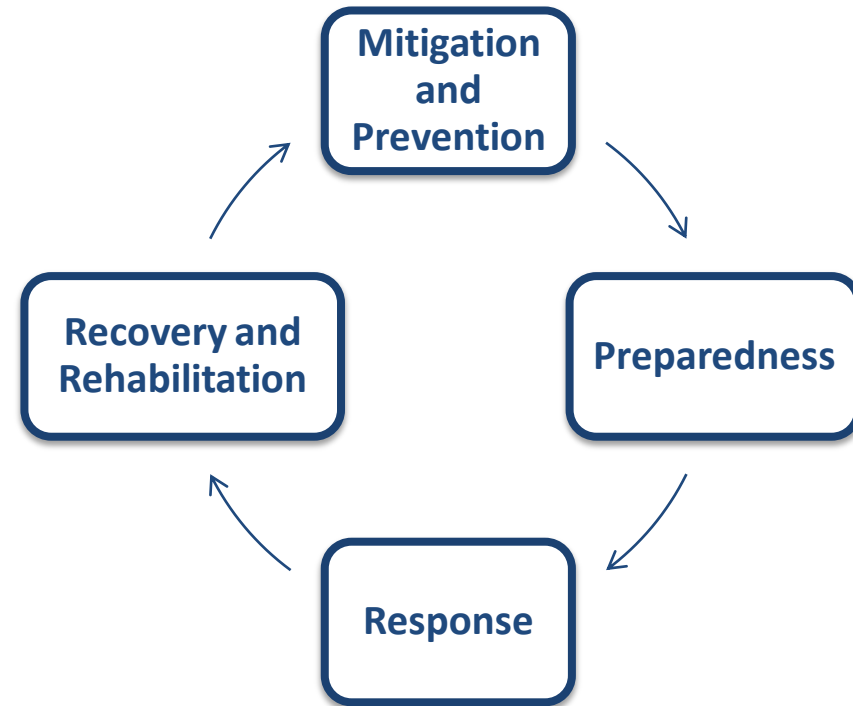 Mitigation
and
Prevention
Recovery and
Rehabilitation
Preparedness
Response